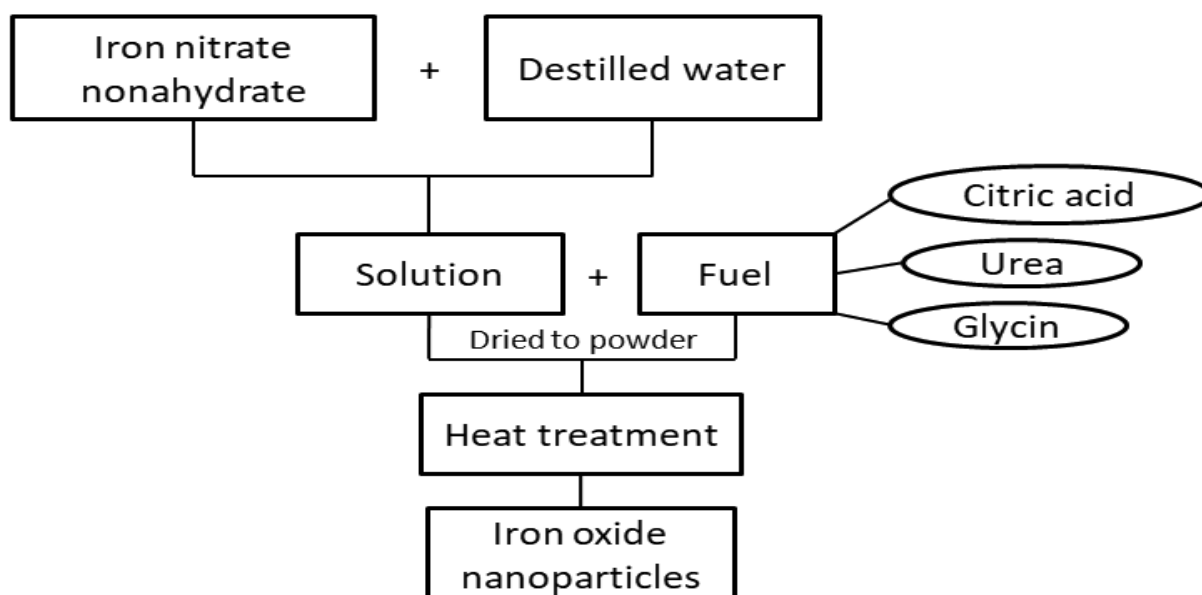 Iron nitrate
nonahydrate
+
Destilled water
Citric acid
Solution
+
Fuel
Urea
Glycin
Dried to powder
Heat treatment
Iron oxide
nanoparticles